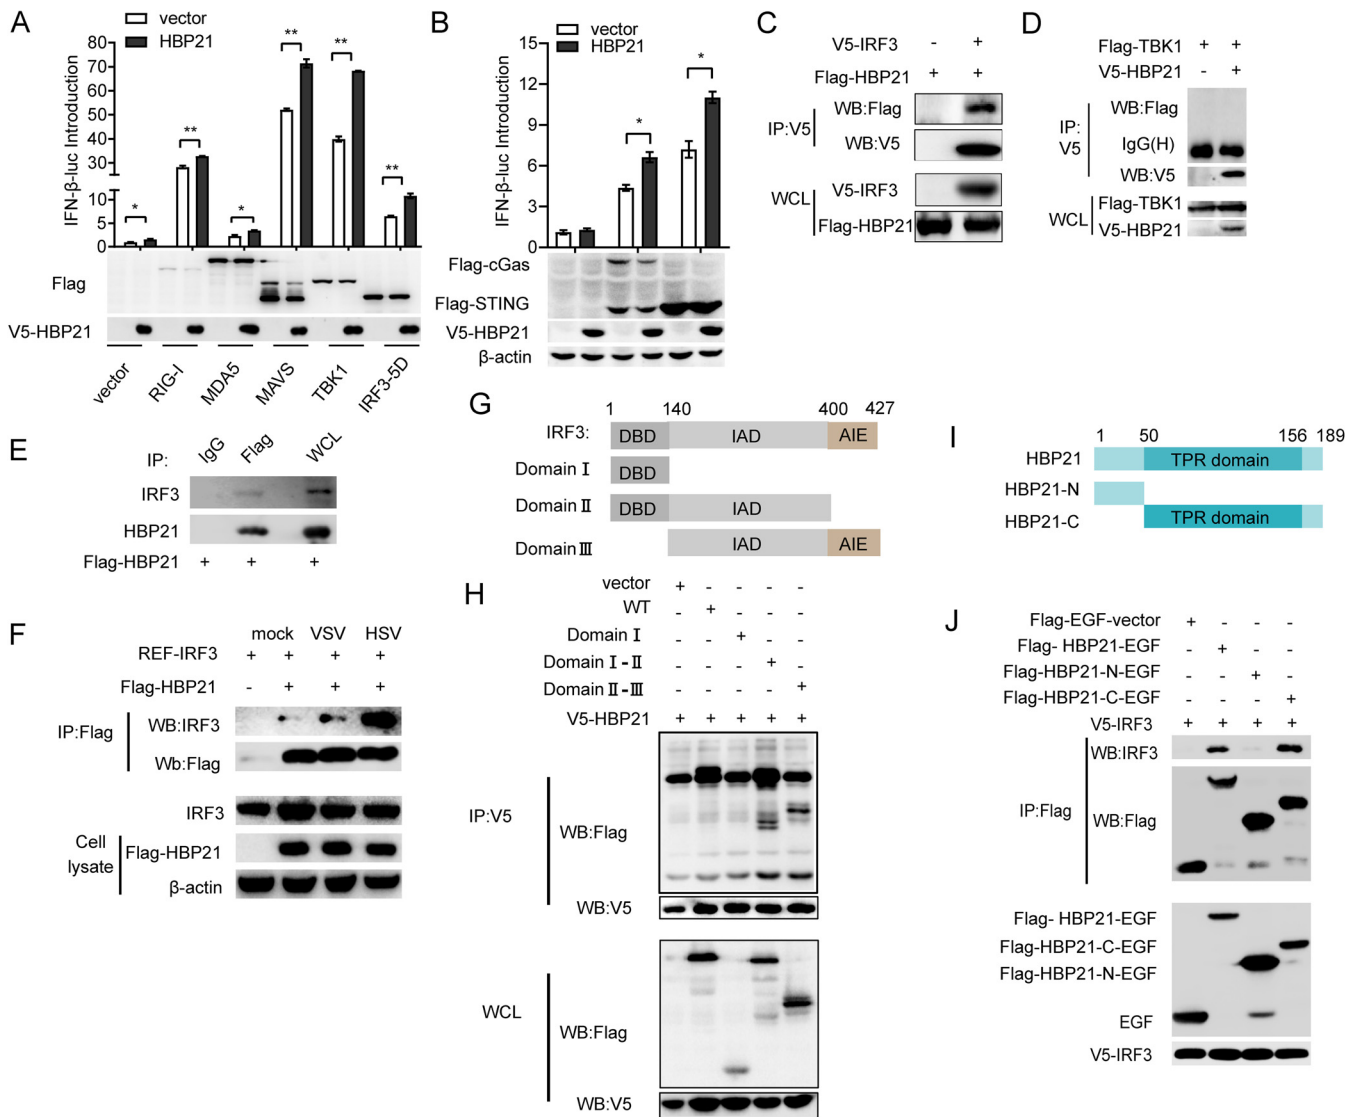 A
vector
HBP21
IFN-β-luc Introduction
80
70
60
50
40
30
10
5
0
*
**
*
**
**
**
Flag
V5-HBP21
vector
RIG-I
MDA5
MAVS
TBK1
IRF3-5D
B
vector
HBP21
IFN-β-luc Introduction
15
12
9
6
3
0
*
*
Flag-cGas
Flag-STING
V5-HBP21
β-actin
C
V5-IRF3 - +
Flag-HBP21 + +
IP:V5
WB:Flag
WB:V5
WCL
V5-IRF3
Flag-HBP21
D
Flag-TBK1 + +
V5-HBP21 - +
IP:
V5
WB:Flag
IgG(H)
WB:V5
WCL
Flag-TBK1
V5-HBP21
E
IP: IgG Flag WCL
IRF3
HBP21
Flag-HBP21 + + +
F
mock VSV HSV
REF-IRF3 + + + +
Flag-HBP21 - + + +
IP:Flag
WB:IRF3
Wb:Flag
IRF3
Cell
lysate
Flag-HBP21
β-actin
G
1 140 400 427
IRF3: DBD IAD AIE
Domain Ⅰ DBD
Domain Ⅱ DBD IAD
Domain Ⅲ IAD AIE
H
vector + - - - -
WT - + - - -
Domain Ⅰ - - + - -
Domain Ⅰ-Ⅱ - - - + -
Domain Ⅱ-Ⅲ - - - - +
V5-HBP21 + + + + +
IP:V5
WB:Flag
WB:V5
WCL
WB:Flag
WB:V5
I
1 50 156 189
HBP21 TPR domain
HBP21-N
HBP21-C TPR domain
J
Flag-EGF-vector + - - -
Flag- HBP21-EGF - + - -
Flag-HBP21-N-EGF - - + -
Flag-HBP21-C-EGF - - - +
V5-IRF3 + + + +
IP:Flag
WB:IRF3
WB:Flag
Flag- HBP21-EGF
Flag-HBP21-C-EGF
Flag-HBP21-N-EGF
EGF
V5-IRF3